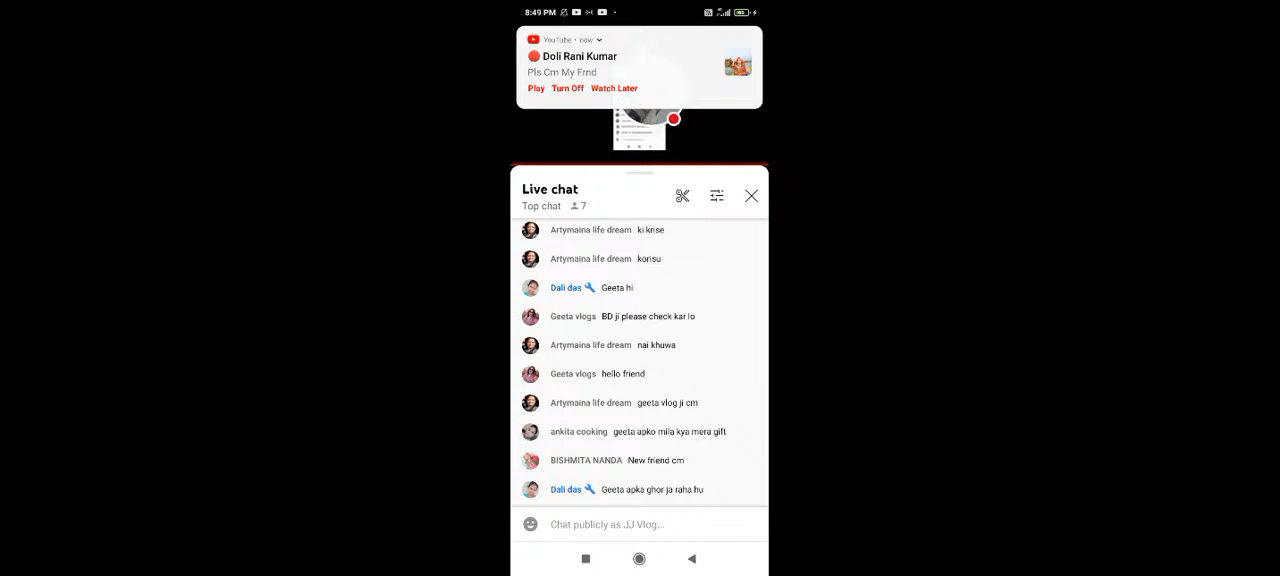 8:49 PM
YouTube • now
Doli Rani Kumar
Pls Cm My Frnd
Play Turn Off Watch Later
Live chat
Top chat 7
Artymaina life dream ki krise
Artymaina life dream korisu
Dali das Geeta hi
Geeta vlogs BD ji please check kar lo
Artymaina life dream nai khuwa
Geeta vlogs hello friend
Artymaina life dream geeta vlog ji cm
ankita cooking geeta apko mila kya mera gift
BISHMITA NANDA New friend cm
Dali das Geeta apka ghor ja raha hu
Chat publicly as JJ Vlog...